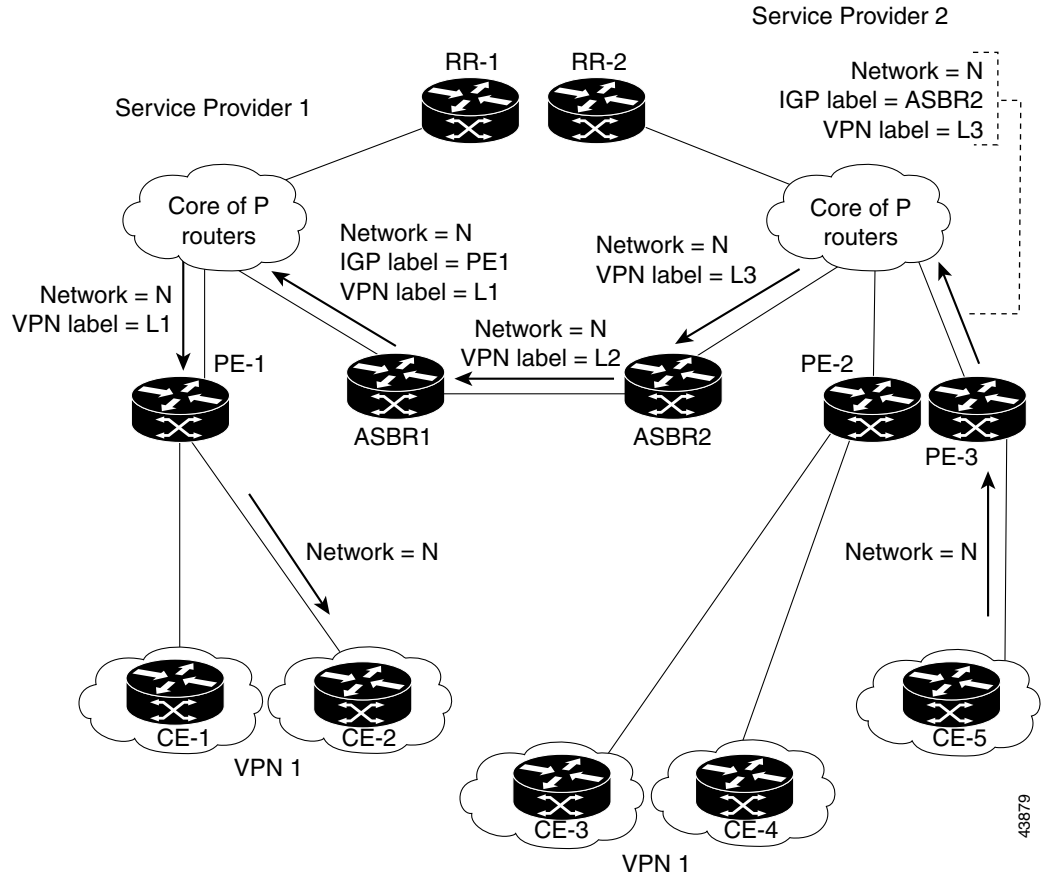 Service Provider 2
RR-1
RR-2
Network = N
IGP label = ASBR2
VPN label = L3
Service Provider 1
Core of P
routers
Core of P
routers
Network = N
IGP label = PE1
VPN label = L1
Network = N
VPN label = L3
Network = N
VPN label = L1
Network = N
VPN label = L2
PE-1
PE-2
ASBR1
ASBR2
PE-3
Network = N
Network = N
CE-1
CE-2
CE-5
VPN 1
CE-3
CE-4
VPN 1
43879